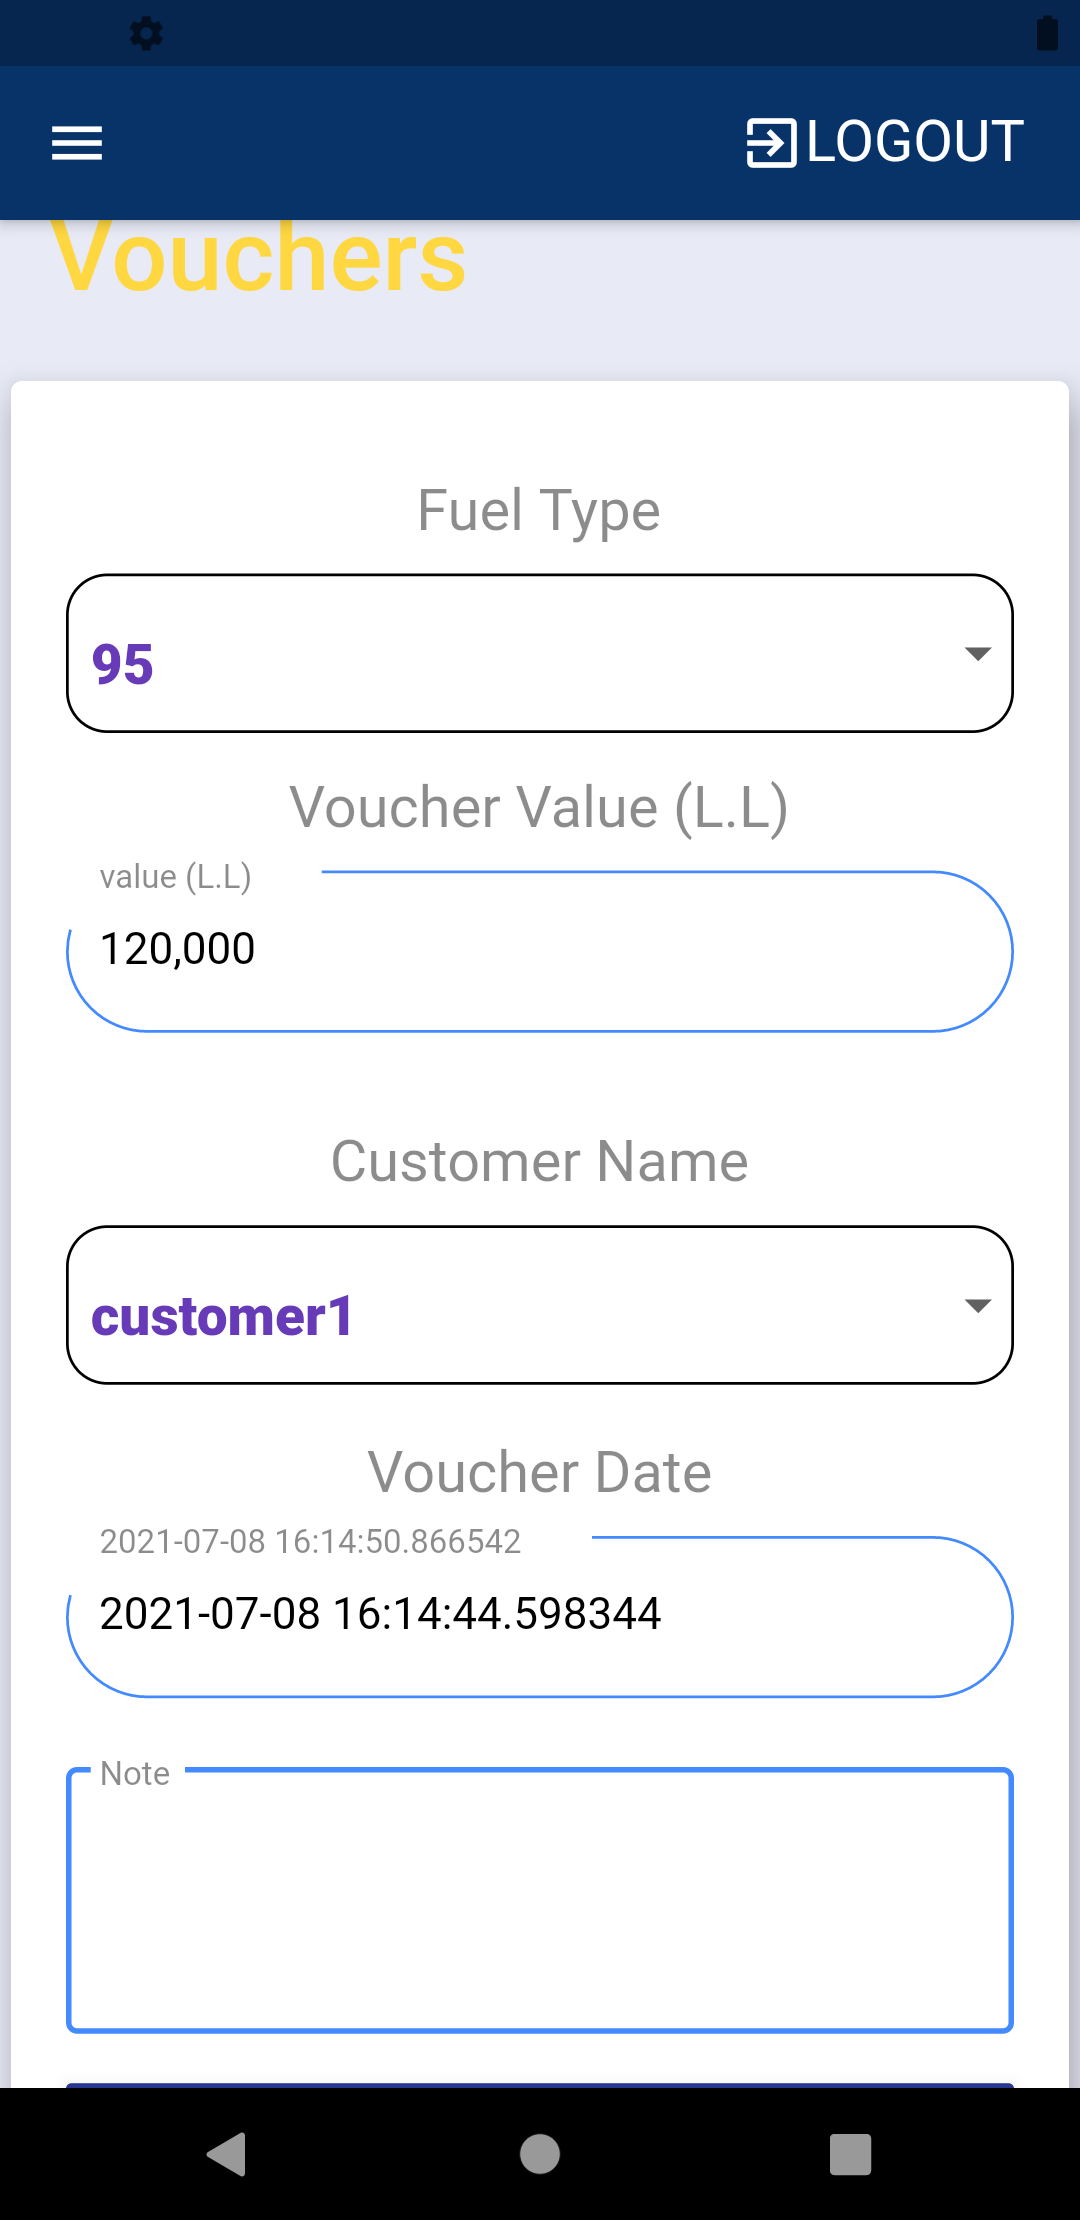 LOGOUT
Vouchers
Fuel Type
95
Voucher Value (L.L)
value (L.L)
120,000
Customer Name
customer1
Voucher Date
2021-07-08 16:14:50.866542
2021-07-08 16:14:44.598344
Note